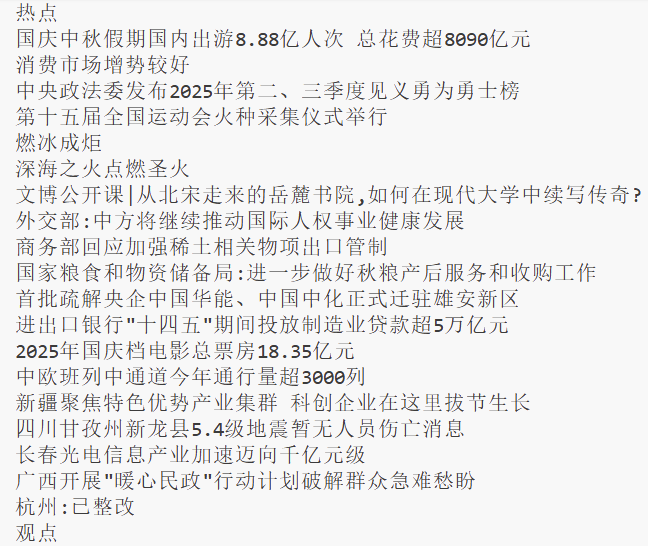 热点
国庆中秋假期国内出游8.88亿人次 总花费超8090亿元
消费市场增势较好
中央政法委发布2025年第二、三季度见义勇为勇士榜
第十五届全国运动会火种采集仪式举行
燃冰成炬
深海之火点燃圣火
文博公开课|从北宋走来的岳麓书院,如何在现代大学中续写传奇?
外交部:中方将继续推动国际人权事业健康发展
商务部回应加强稀土相关物项出口管制
国家粮食和物资储备局:进一步做好秋粮产后服务和收购工作
首批疏解央企中国华能、中国中化正式迁驻雄安新区
进出口银行"十四五"期间投放制造业贷款超5万亿元
2025年国庆档电影总票房18.35亿元
中欧班列中通道今年通行量超3000列
新疆聚焦特色优势产业集群 科创企业在这里拔节生长
四川甘孜州新龙县5.4级地震暂无人员伤亡消息
长春光电信息产业加速迈向千亿元级
广西开展"暖心民政"行动计划破解群众急难愁盼
杭州:已整改
观点